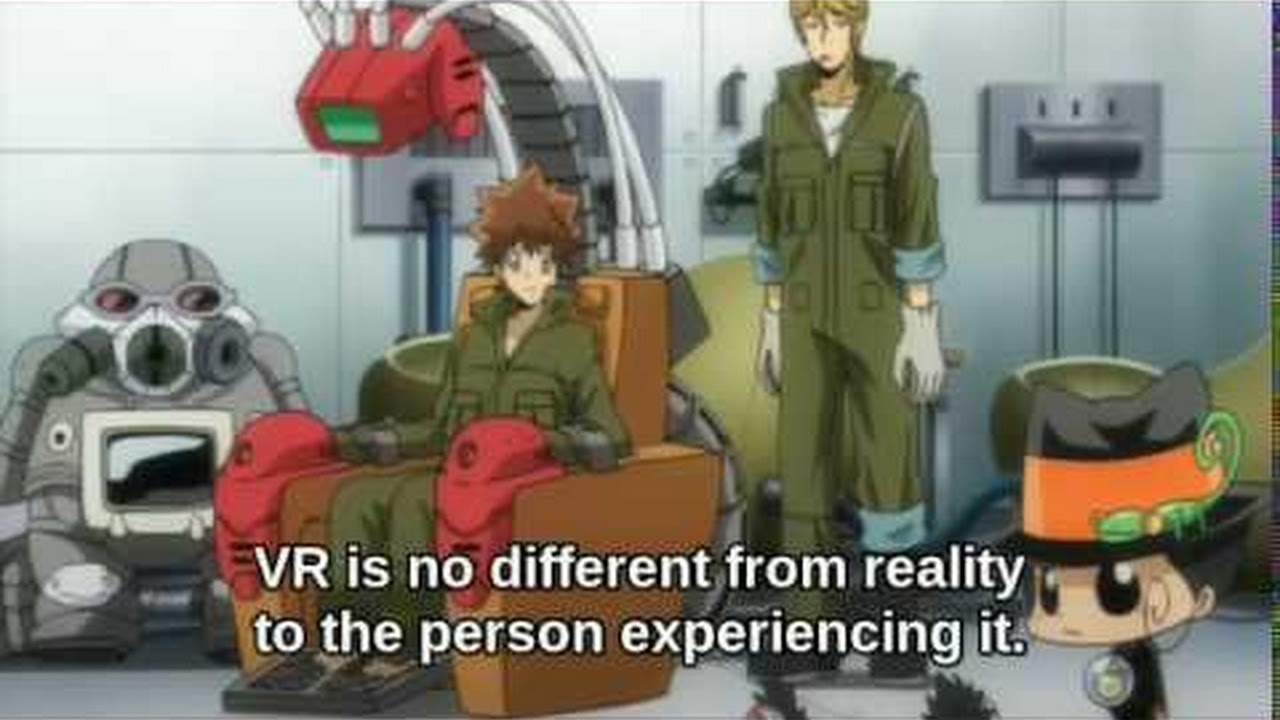 VR is no different from reality
to the person experiencing it.